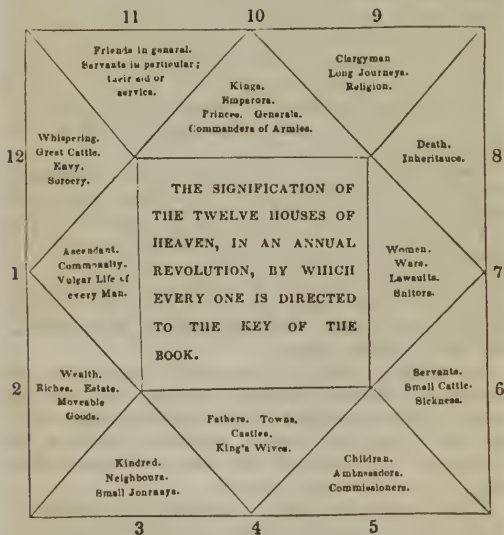 11 10 9
Friends in general.
Servants in particular;
their aid or
service.
Kings.
Emperors.
Princes. Generals.
Commanders of Armies.
Clergyman
Long Journeys.
Religion.
12
Whispering.
Great Cattle.
Envy.
Sorcery.
Death.
Inheritance.
8
THE SIGNIFICATION OF
THE TWELVE HOUSES OF
HEAVEN, IN AN ANNUAL
REVOLUTION, BY WHICH
EVERY ONE IS DIRECTED
TO THE KEY OF THE
BOOK.
1
Ascendant.
Commonalty.
Vulgar Life of
every Man.
Women.
Wars.
Lawsuits.
Suitors.
7
2
Wealth.
Riches. Estate.
Moveable
Goods.
Servants.
Small Cattle.
Sickness.
6
Fathers. Towns.
Castles.
King's Wives.
Kindred.
Neighbours.
Small Journays.
Children.
Ambassadors.
Commissioners.
3 4 5